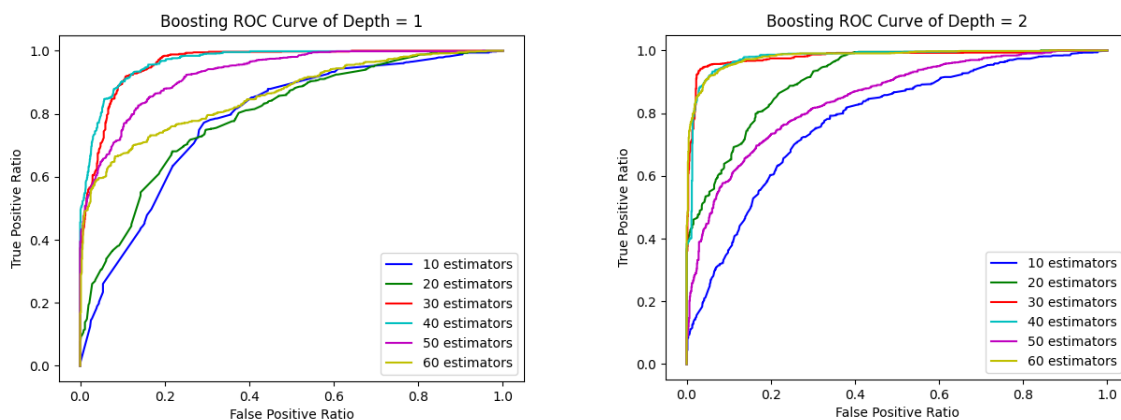 Boosting ROC Curve of Depth = 1
True Positive Ratio
1.0
0.8
0.6
0.4
0.2
0.0
0.0 0.2 0.4 0.6 0.8 1.0
False Positive Ratio
10 estimators
20 estimators
30 estimators
40 estimators
50 estimators
60 estimators
Boosting ROC Curve of Depth = 2
True Positive Ratio
1.0
0.8
0.6
0.4
0.2
0.0
0.0 0.2 0.4 0.6 0.8 1.0
False Positive Ratio
10 estimators
20 estimators
30 estimators
40 estimators
50 estimators
60 estimators